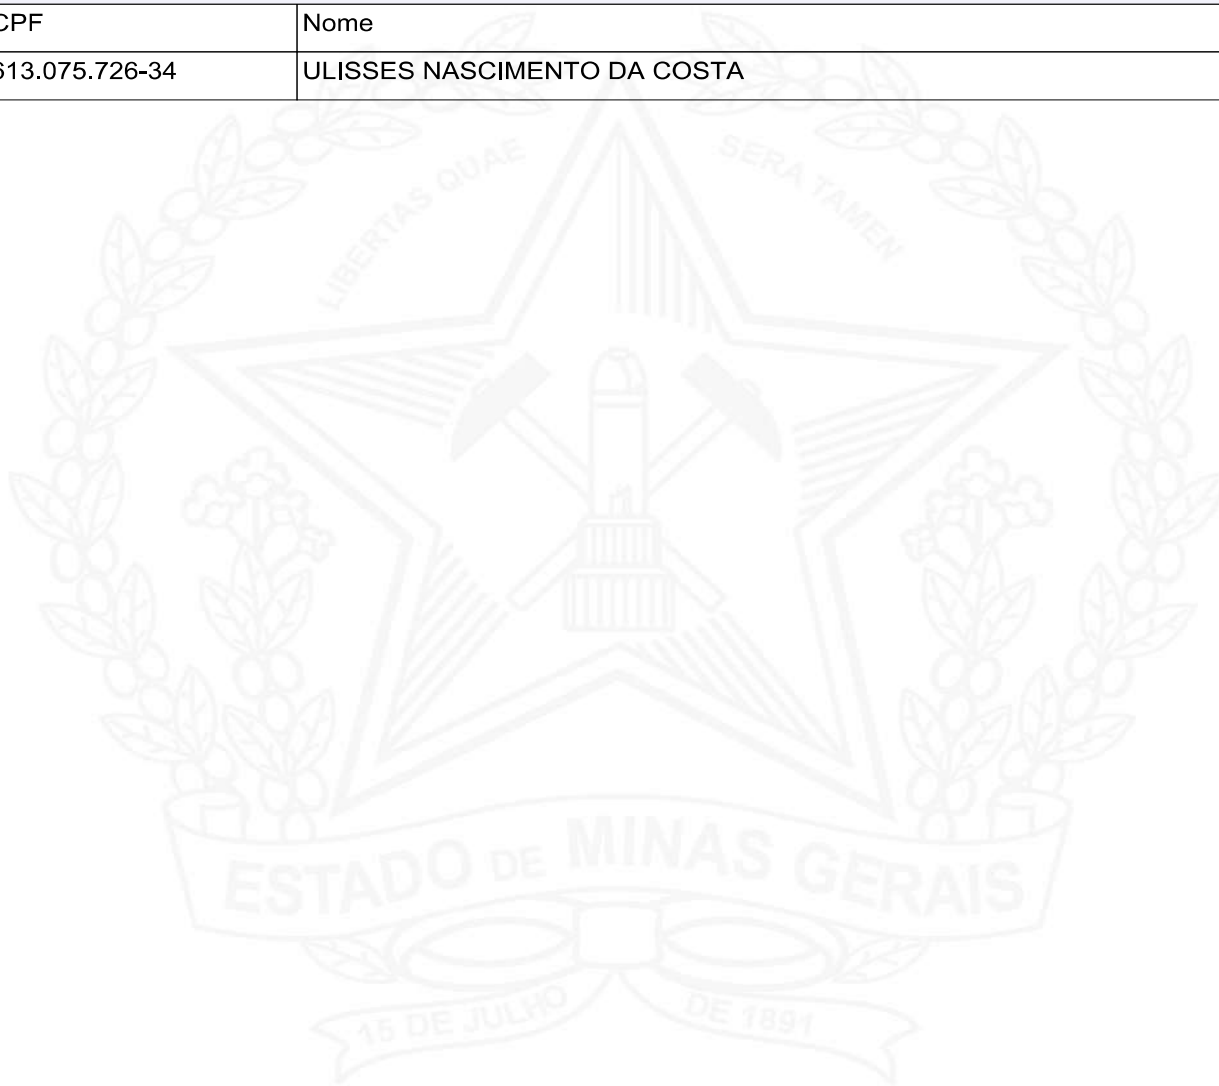 CPF Nome
613.075.726-34 ULISSES NASCIMENTO DA COSTA
LIBERTAS QUAE SERA TAMEN
ESTADO DE MINAS GERAIS
15 DE JULHO DE 1891